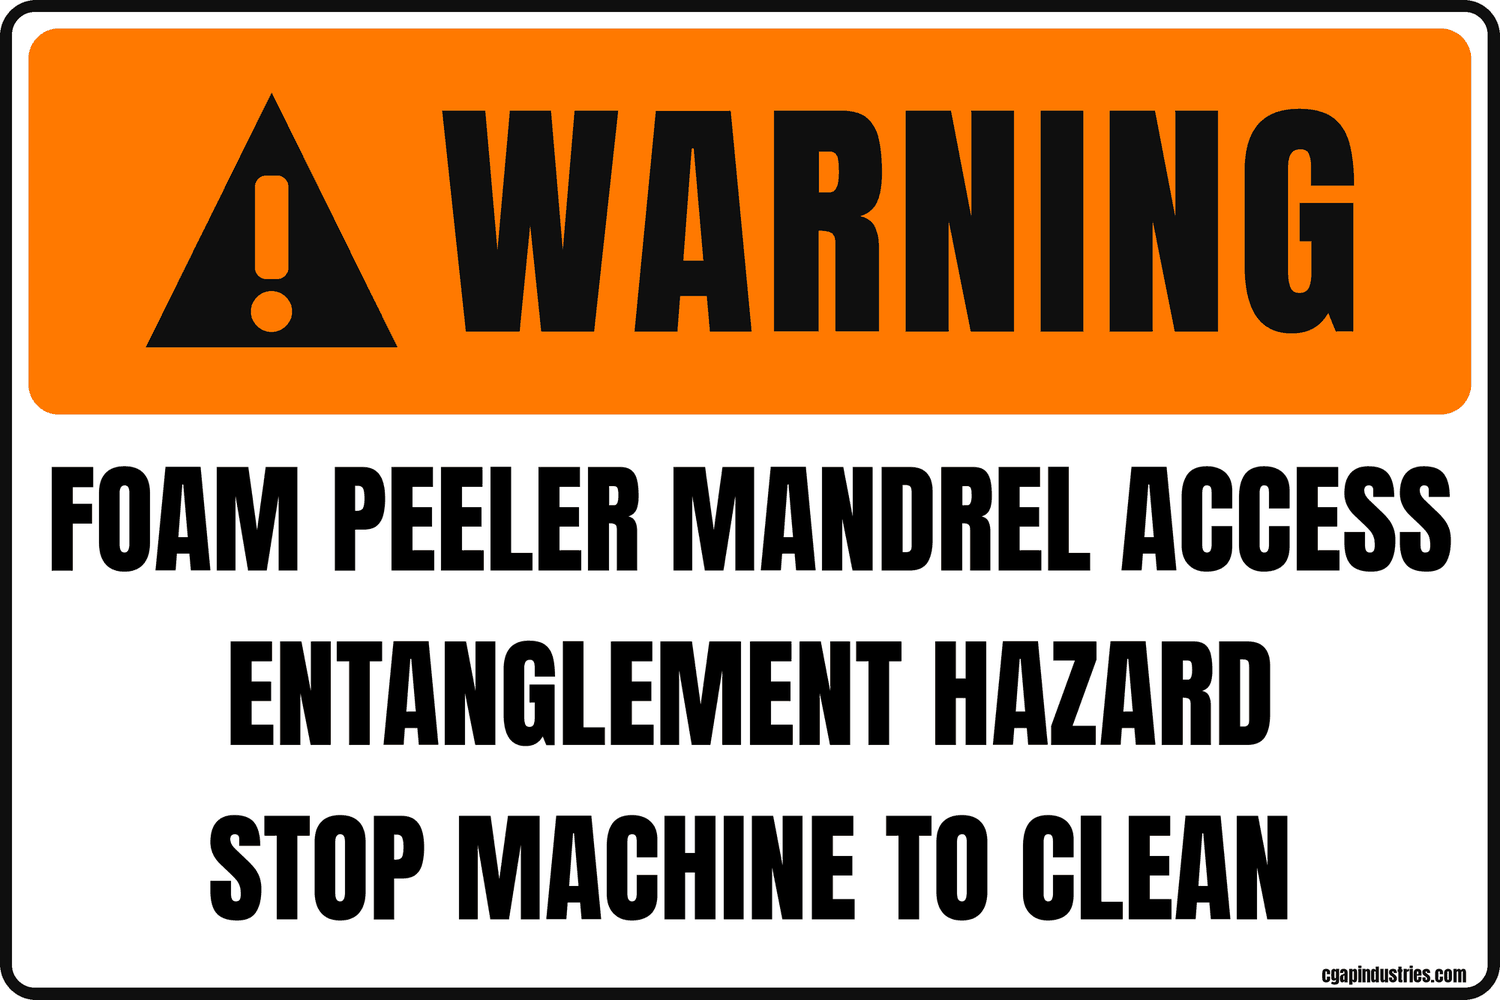 WARNING
FOAM PEELER MANDREL ACCESS
ENTANGLEMENT HAZARD
STOP MACHINE TO CLEAN
cgapindustries.com